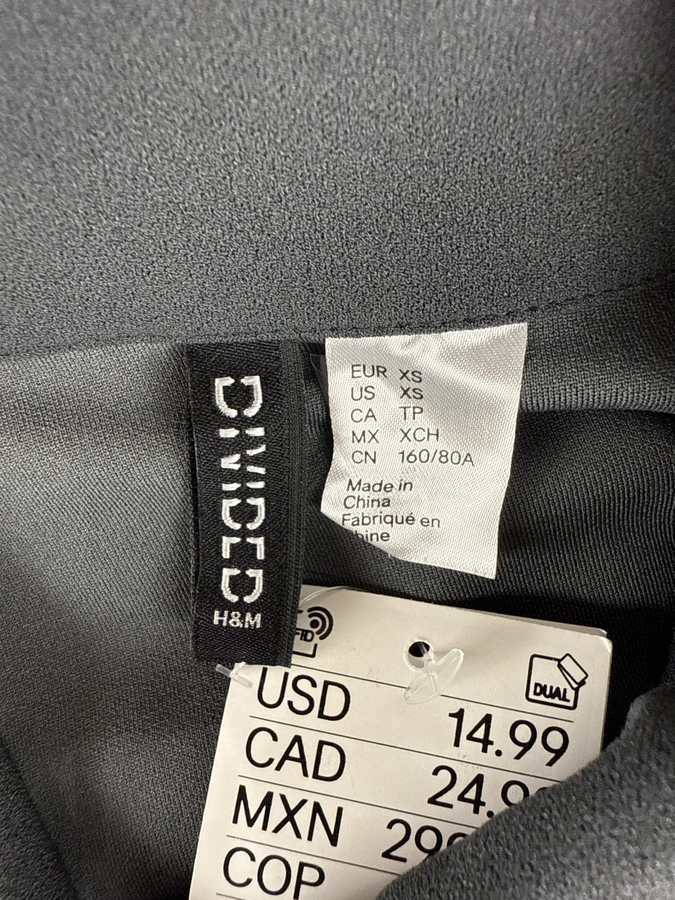 DIVIDED
H&M
EUR XS
US XS
CA TP
MX XCH
CN 160/80A
Made in
China
Fabriqué en
DUAL
USD 14.99
CAD
MXN
COP